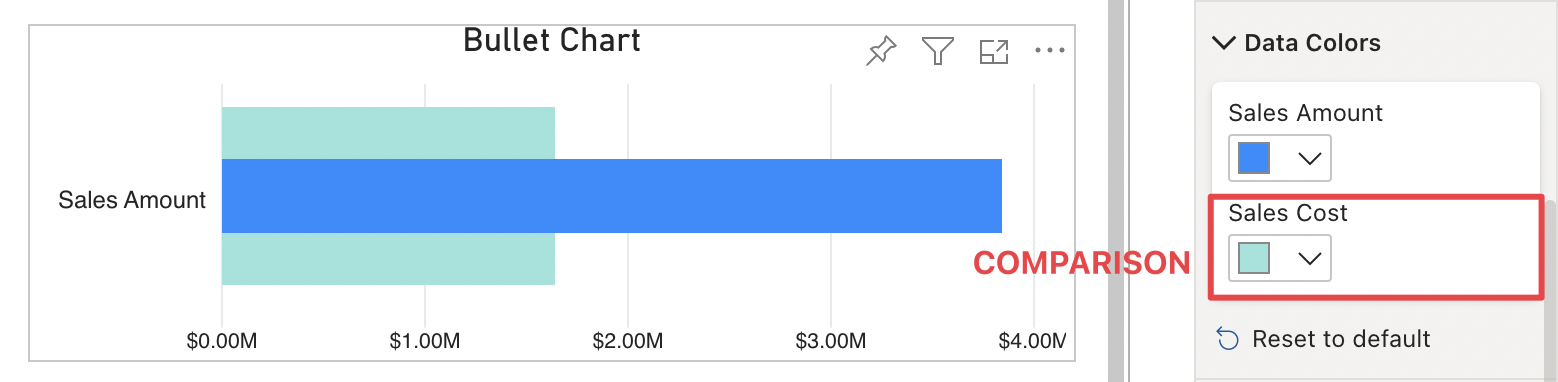 Bullet Chart
Sales Amount
$0.00M
$1.00M
$2.00M
$3.00M
$4.00M
COMPARISON
Data Colors
Sales Amount
Sales Cost
Reset to default